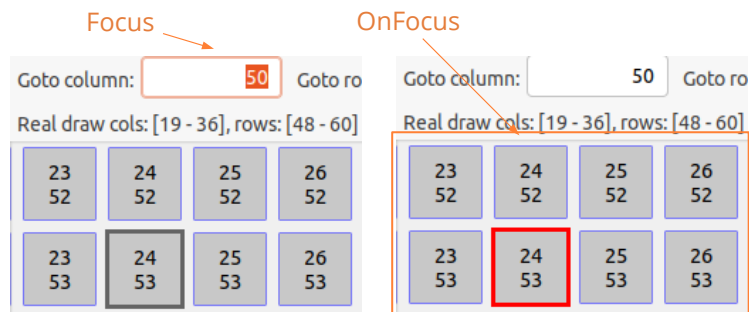 Focus
OnFocus
Goto column: 50 Goto ro
Real draw cols: [19 - 36], rows: [48 - 60]
23 24 25 26
52 52 52 52
23 24 25 26
53 53 53 53
Goto column: 50 Goto ro
Real draw cols: [19 - 36], rows: [48 - 60]
23 24 25 26
52 52 52 52
23 24 25 26
53 53 53 53